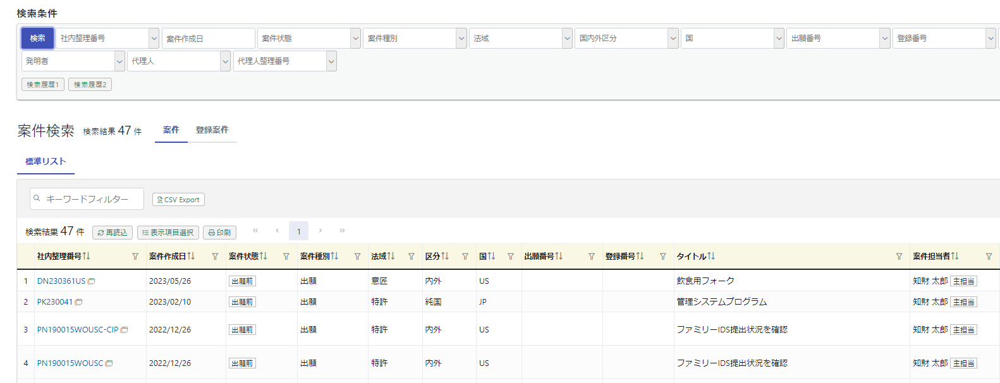 検索条件
検索 社内整理番号 案件作成日 案件状態 案件種別 法域 国内外区分 国 出願番号 登録番号
発明者 代理人 代理人整理番号
検索履歴1 検索履歴2
案件検索 検索結果 47 件 案件 登録案件
標準リスト
キーワードフィルター CSV Export
検索結果 47 件 再読込 表示項目選択 印刷 « ‹ 1 › »
社内整理番号 案件作成日 案件状態 案件種別 法域 区分 国 出願番号 登録番号 タイトル 案件担当者
1 DN230361US 2023/05/26 出願前 出願 意匠 内外 US 飲食用フォーク 知財 太郎 主担当
2 PK230041 2023/02/10 出願前 出願 特許 純国 JP 管理システムプログラム 知財 太郎 主担当
3 PN190015WOUSC-CIP 2022/12/26 出願前 出願 特許 内外 US ファミリーIDS提出状況を確認 知財 太郎 主担当
4 PN190015WOUSC 2022/12/26 出願前 出願 特許 内外 US ファミリーIDS提出状況を確認 知財 太郎 主担当